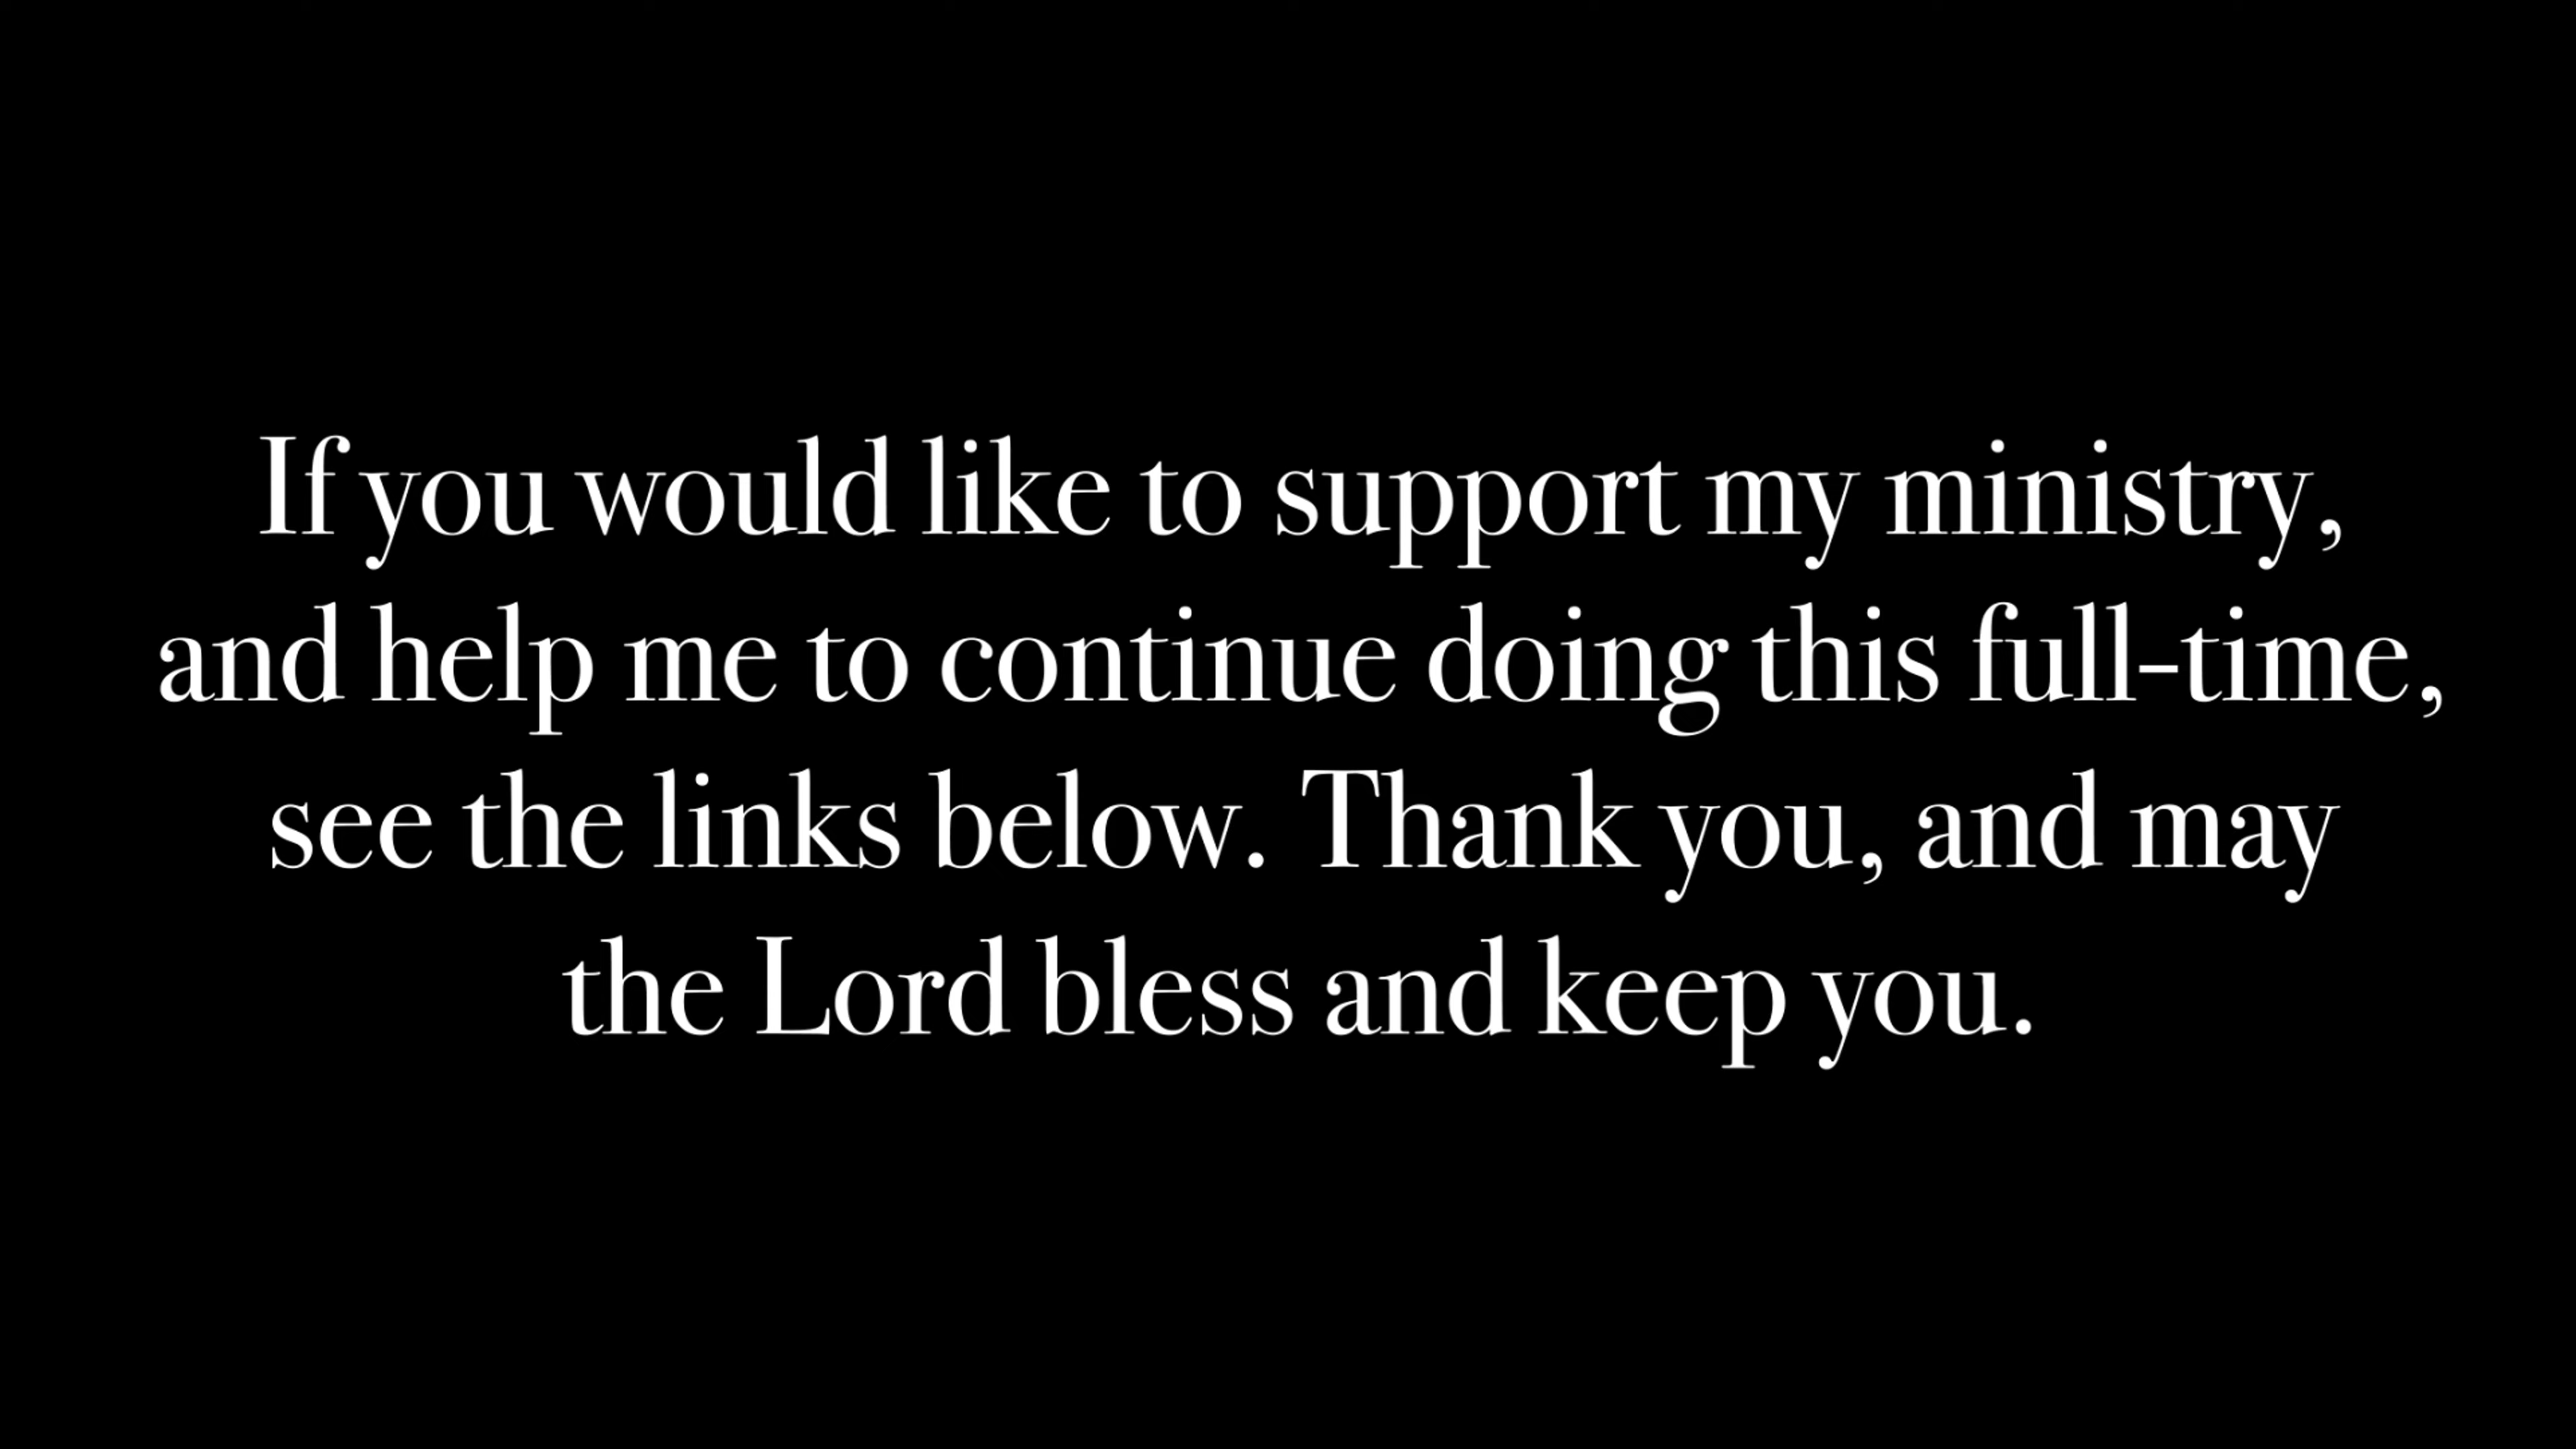 If you would like to support my ministry,
and help me to continue doing this full-time,
see the links below. Thank you, and may
the Lord bless and keep you.